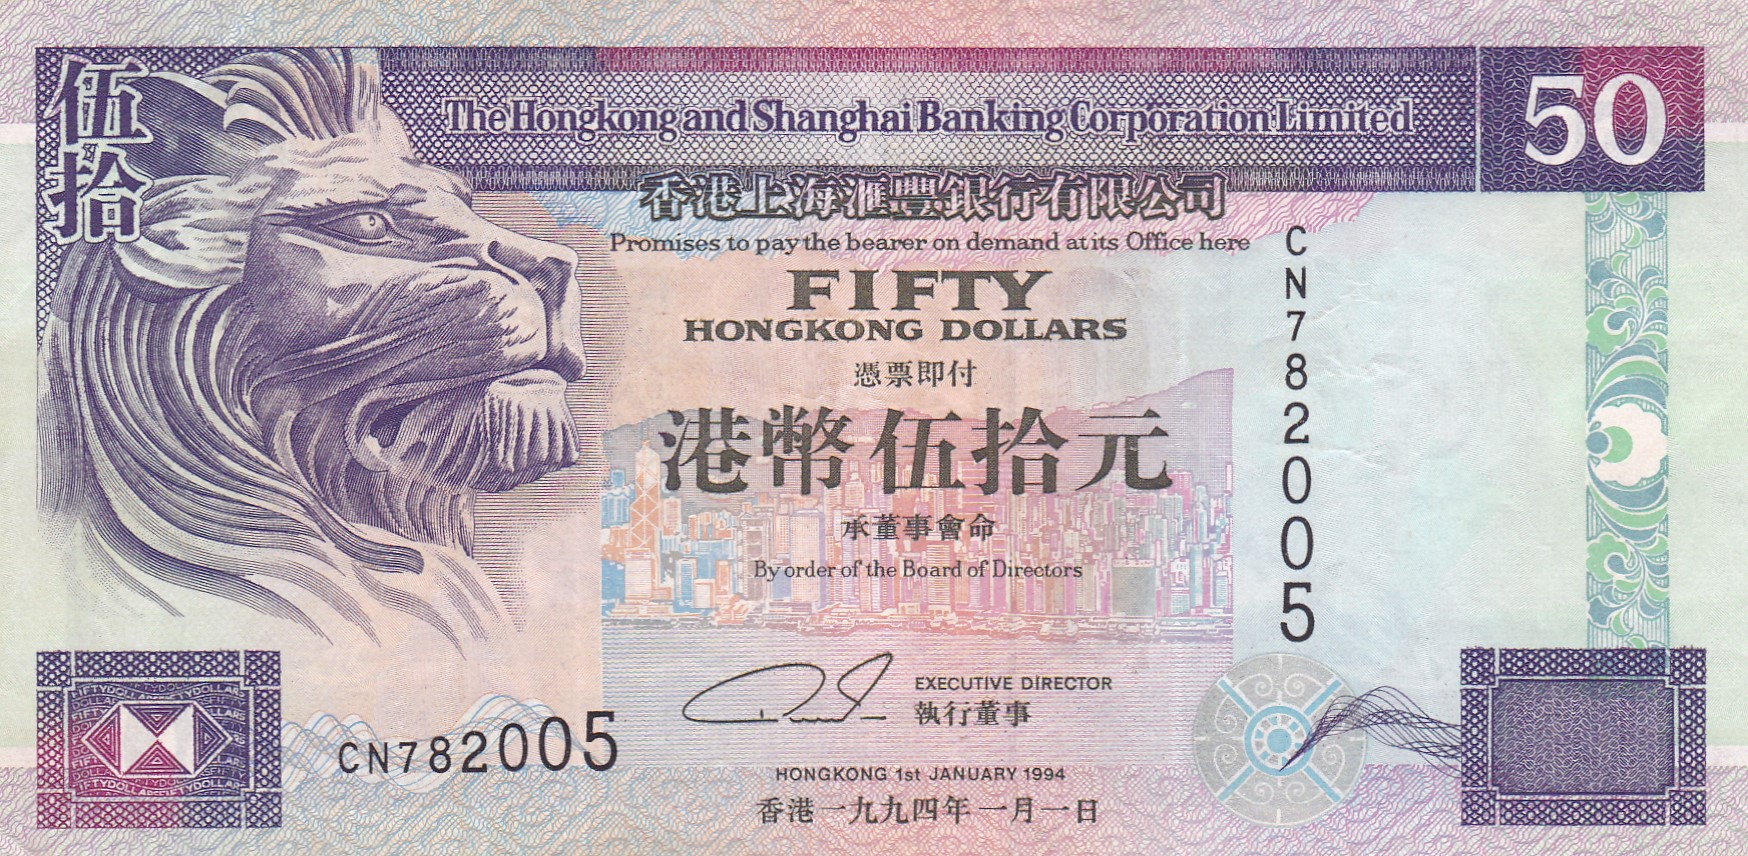 伍拾
The Hongkong and Shanghai Banking Corporation Limited
50
香港上海滙豐銀行有限公司
Promises to pay the bearer on demand at its Office here
FIFTY
HONGKONG DOLLARS
憑票即付
港幣伍拾元
承董事會命
By order of the Board of Directors
CN782005
EXECUTIVE DIRECTOR
執行董事
CN782005
HONGKONG 1st JANUARY 1994
香港一九九四年一月一日